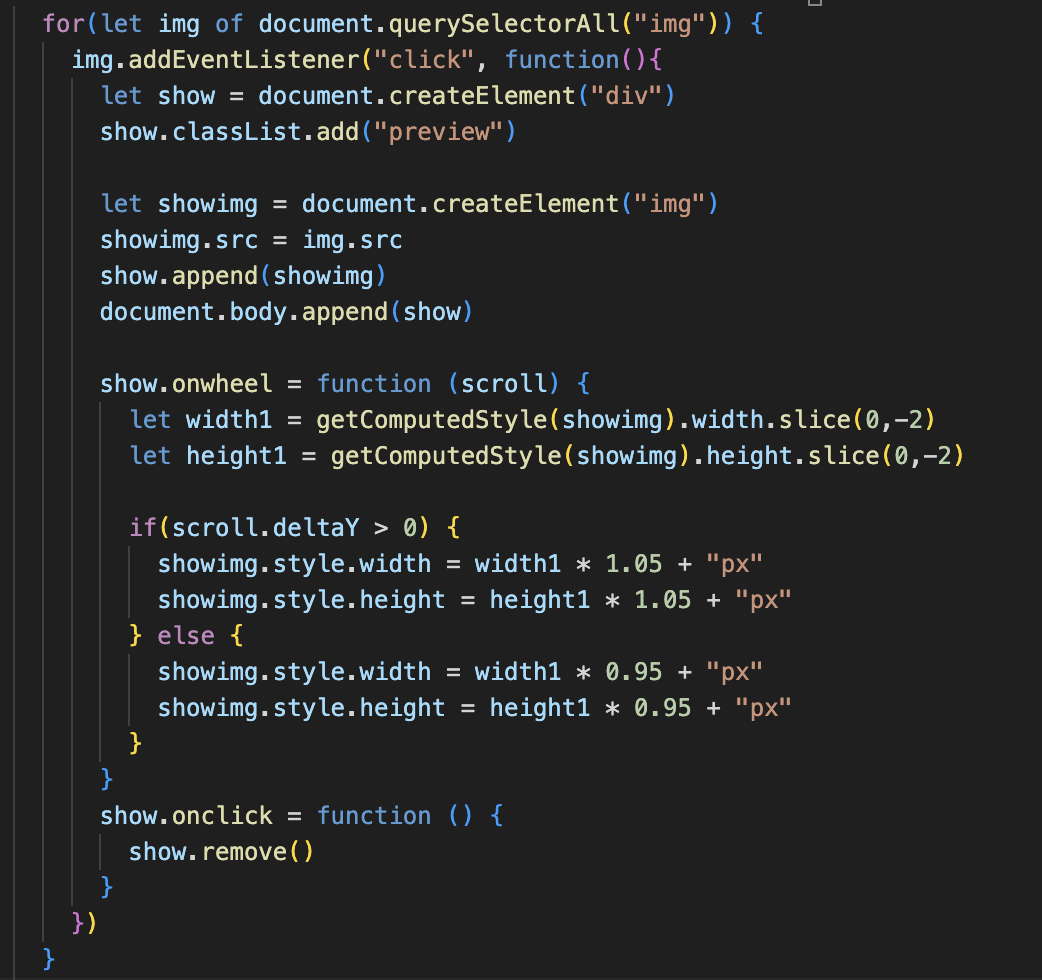 for(let img of document.querySelectorAll("img")) {
  img.addEventListener("click", function(){
    let show = document.createElement("div")
    show.classList.add("preview")

    let showimg = document.createElement("img")
    showimg.src = img.src
    show.append(showimg)
    document.body.append(show)

    show.onwheel = function (scroll) {
      let width1 = getComputedStyle(showimg).width.slice(0,-2)
      let height1 = getComputedStyle(showimg).height.slice(0,-2)

      if(scroll.deltaY > 0) {
        showimg.style.width = width1 * 1.05 + "px"
        showimg.style.height = height1 * 1.05 + "px"
      } else {
        showimg.style.width = width1 * 0.95 + "px"
        showimg.style.height = height1 * 0.95 + "px"
      }
    }
    show.onclick = function () {
      show.remove()
    }
  })
}